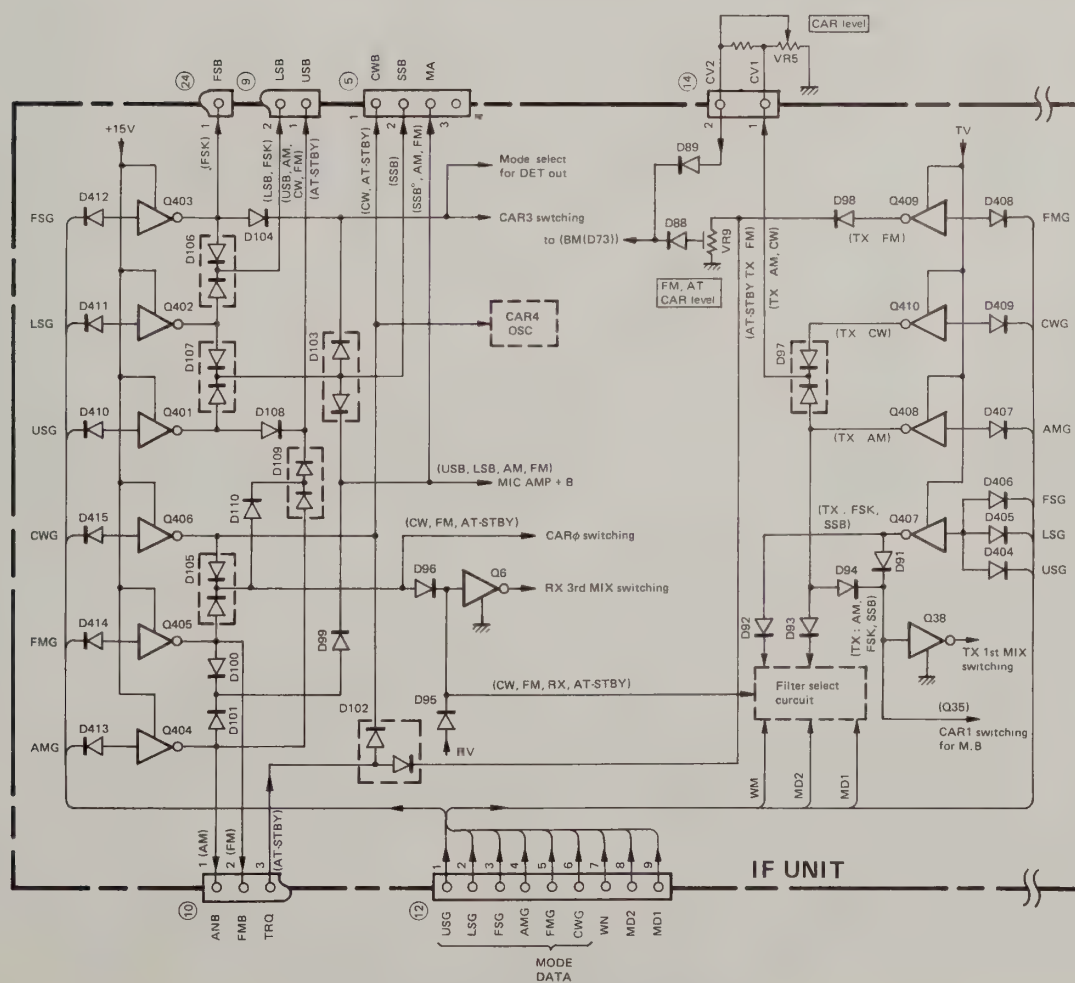 CAR level
VR5
24
FSB
1
9
LSB
USB
2
1
5
CWB
SSB
MA
1
2
3
14
CV2
CV1
2
1
+15V
(FSK)
(LSB, FSK)
(USB, AM,
CW, FM)
(AT-STBY)
(CW, AT-STBY)
(SSB)
(SSB°, AM, FM)
Mode select
for DET out
CAR3 swtching
D89
D88
VR9
to (BM(D73))
FM, AT
CAR level
(AT-STBY TX FM)
(TX AM, CW)
TV
D98
Q409
D408
FMG
(TX FM)
FSG
D412
Q403
D104
D106
LSG
D411
Q402
D107
D103
CAR4
OSC
Q410
D409
CWG
(TX CW)
D97
USG
D410
Q401
D108
D109
D110
(USB, LSB, AM, FM)
MIC AMP + B
Q408
D407
AMG
(TX AM)
D406
FSG
D405
LSG
D404
USG
(TX : FSK,
SSB)
Q407
CWG
D415
Q406
D105
(CW, FM, AT-STBY)
CARϕ switching
D96
Q6
RX 3rd MIX switching
D91
D94
D92
D93
(TX : AM,
FSK, SSB)
Q38
TX 1st MIX
switching
FMG
D414
Q405
D100
D99
D101
AMG
D413
Q404
(CW, FM, RX, AT-STBY)
D95
RV
D102
Filter select
curcuit
(Q35)
CAR1 switching
for M.B
WM
MD2
MD1
1 (AM)
2 (FM)
3
(AT-STBY)
10
ANB
FMB
TRQ
12
1
2
3
4
5
6
7
8
9
USG
LSG
FSG
AMG
FMG
CWG
WN
MD2
MD1
MODE
DATA
IF UNIT